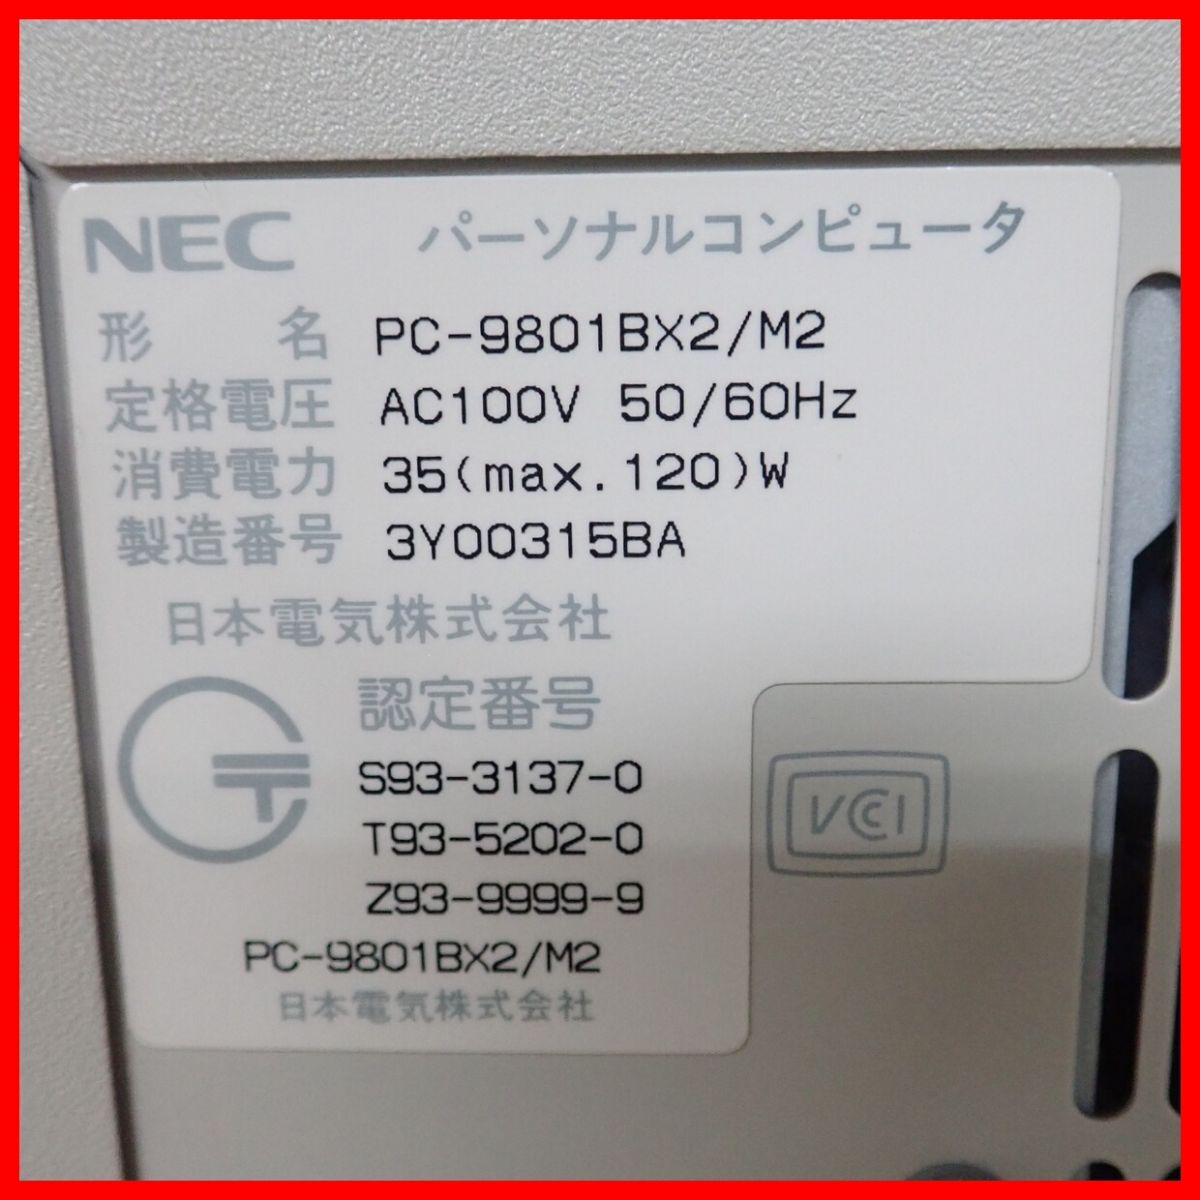 NEC パーソナルコンピュータ
形名 PC-9801BX2/M2
定格電圧 AC100V 50/60Hz
消費電力 35(max.120)W
製造番号 3Y00315BA
日本電気株式会社
認定番号
S93-3137-0
T93-5202-0
Z93-9999-9
PC-9801BX2/M2
日本電気株式会社
VCCI